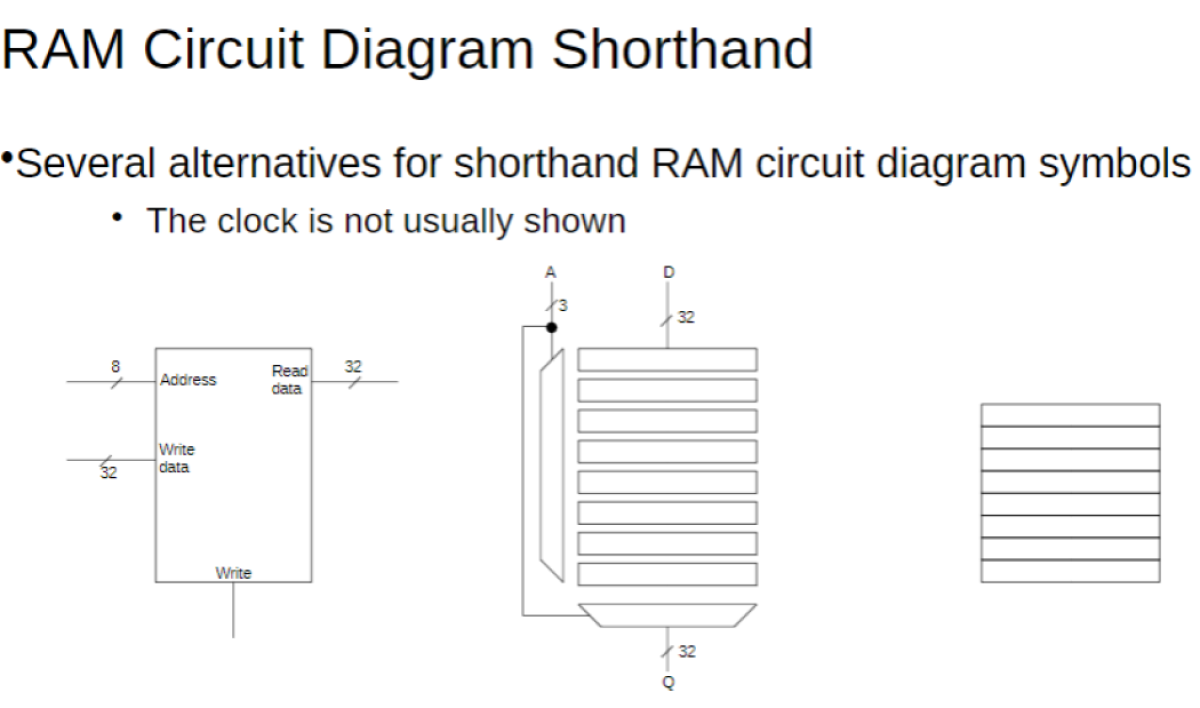 RAM Circuit Diagram Shorthand
•Several alternatives for shorthand RAM circuit diagram symbols
• The clock is not usually shown
8
Address
Read
data
32
Write
data
32
Write
A
3
D
32
32
Q